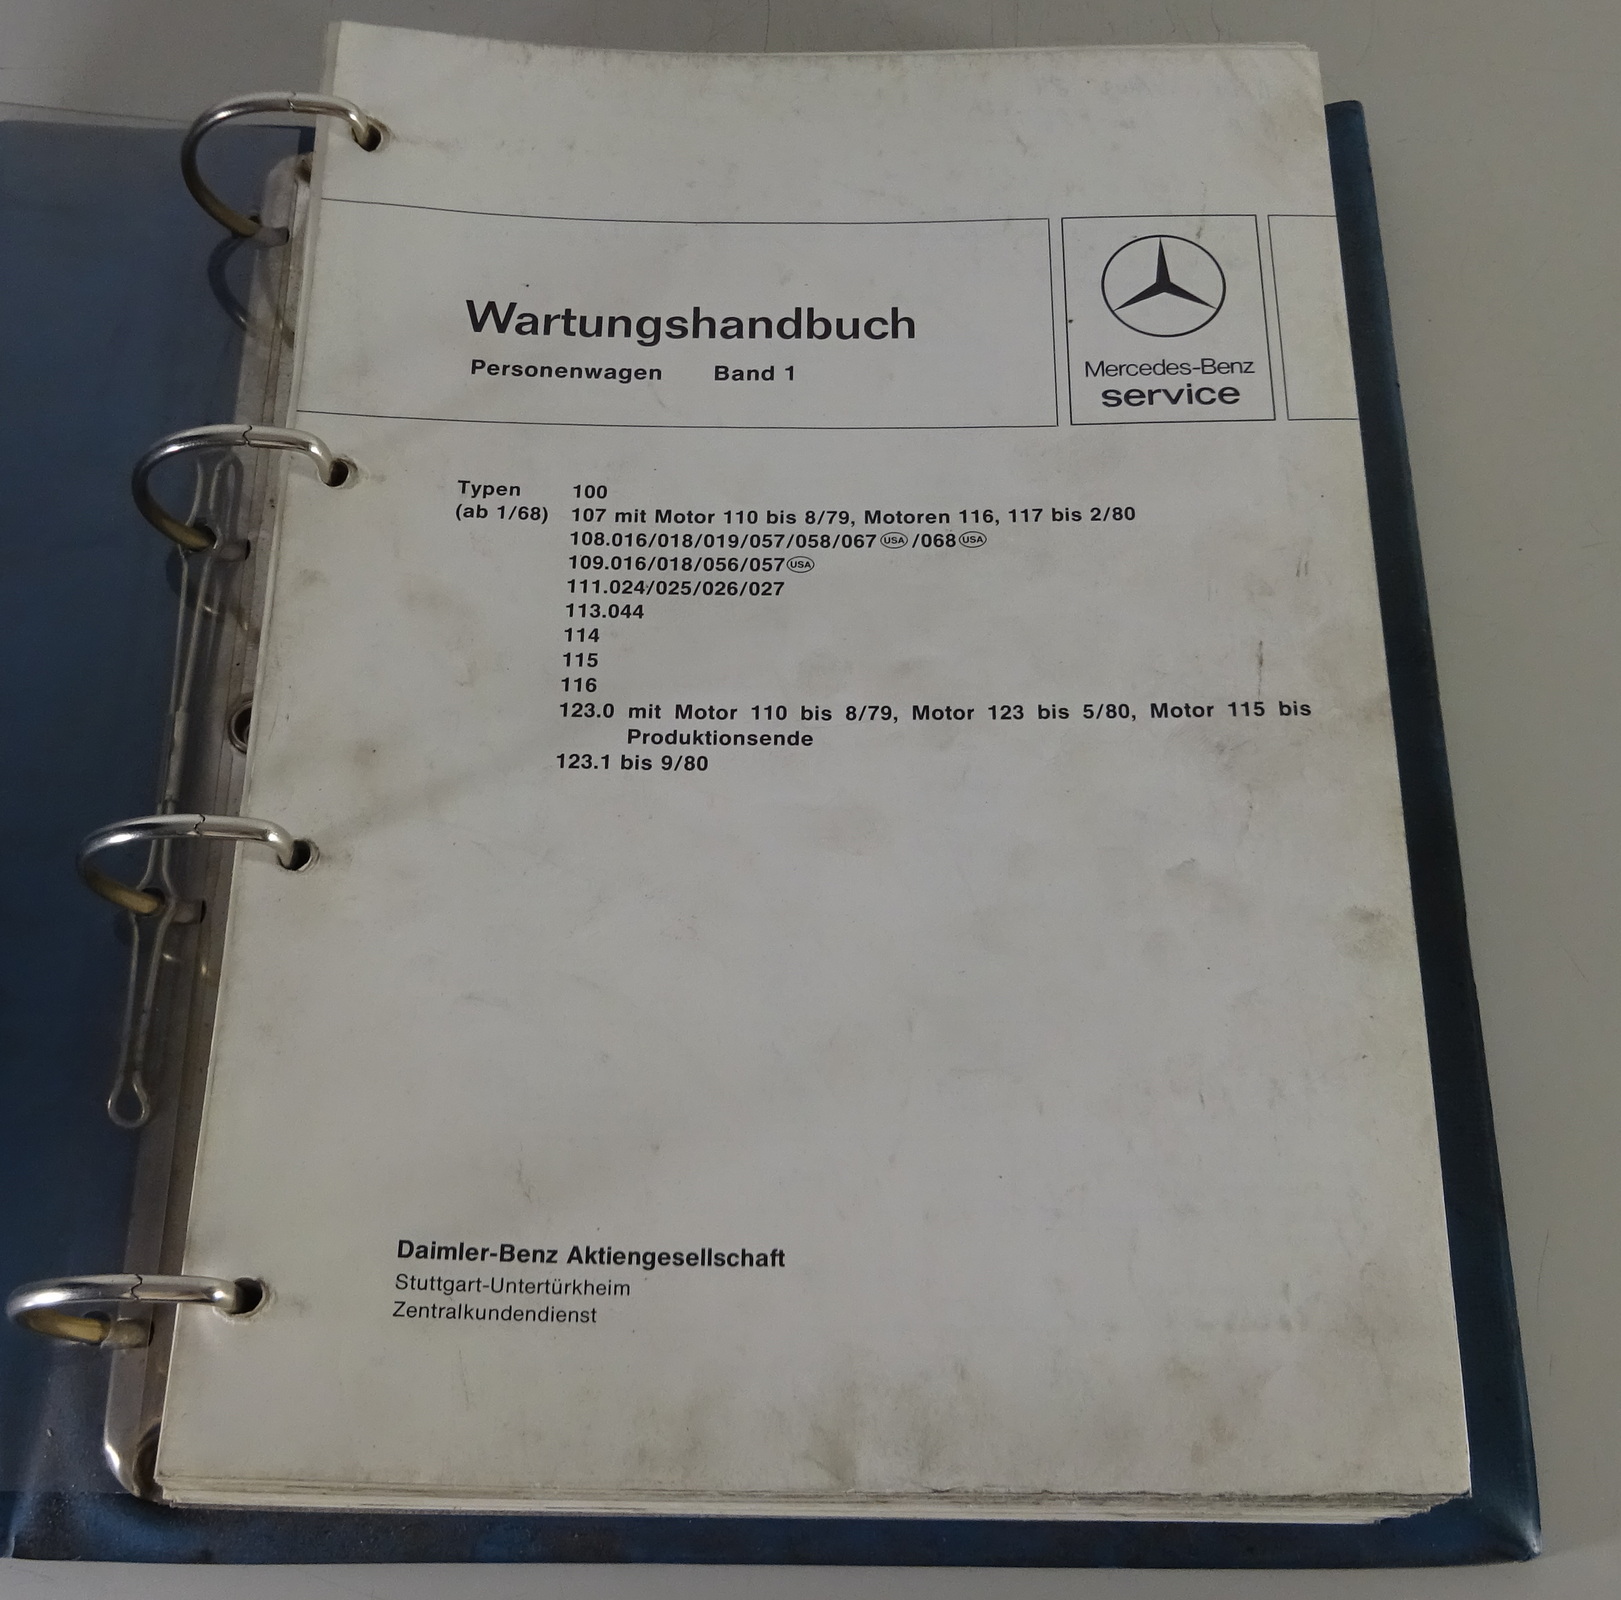 Wartungshandbuch
Personenwagen Band 1
Mercedes-Benz
service
Typen 100
(ab 1/68) 107 mit Motor 110 bis 8/79, Motoren 116, 117 bis 2/80
108.016/018/019/057/058/067 USA /068 USA
109.016/018/056/057 USA
111.024/025/026/027
113.044
114
115
116
123.0 mit Motor 110 bis 8/79, Motor 123 bis 5/80, Motor 115 bis
Produktionsende
123.1 bis 9/80
Daimler-Benz Aktiengesellschaft
Stuttgart-Untertürkheim
Zentralkundendienst